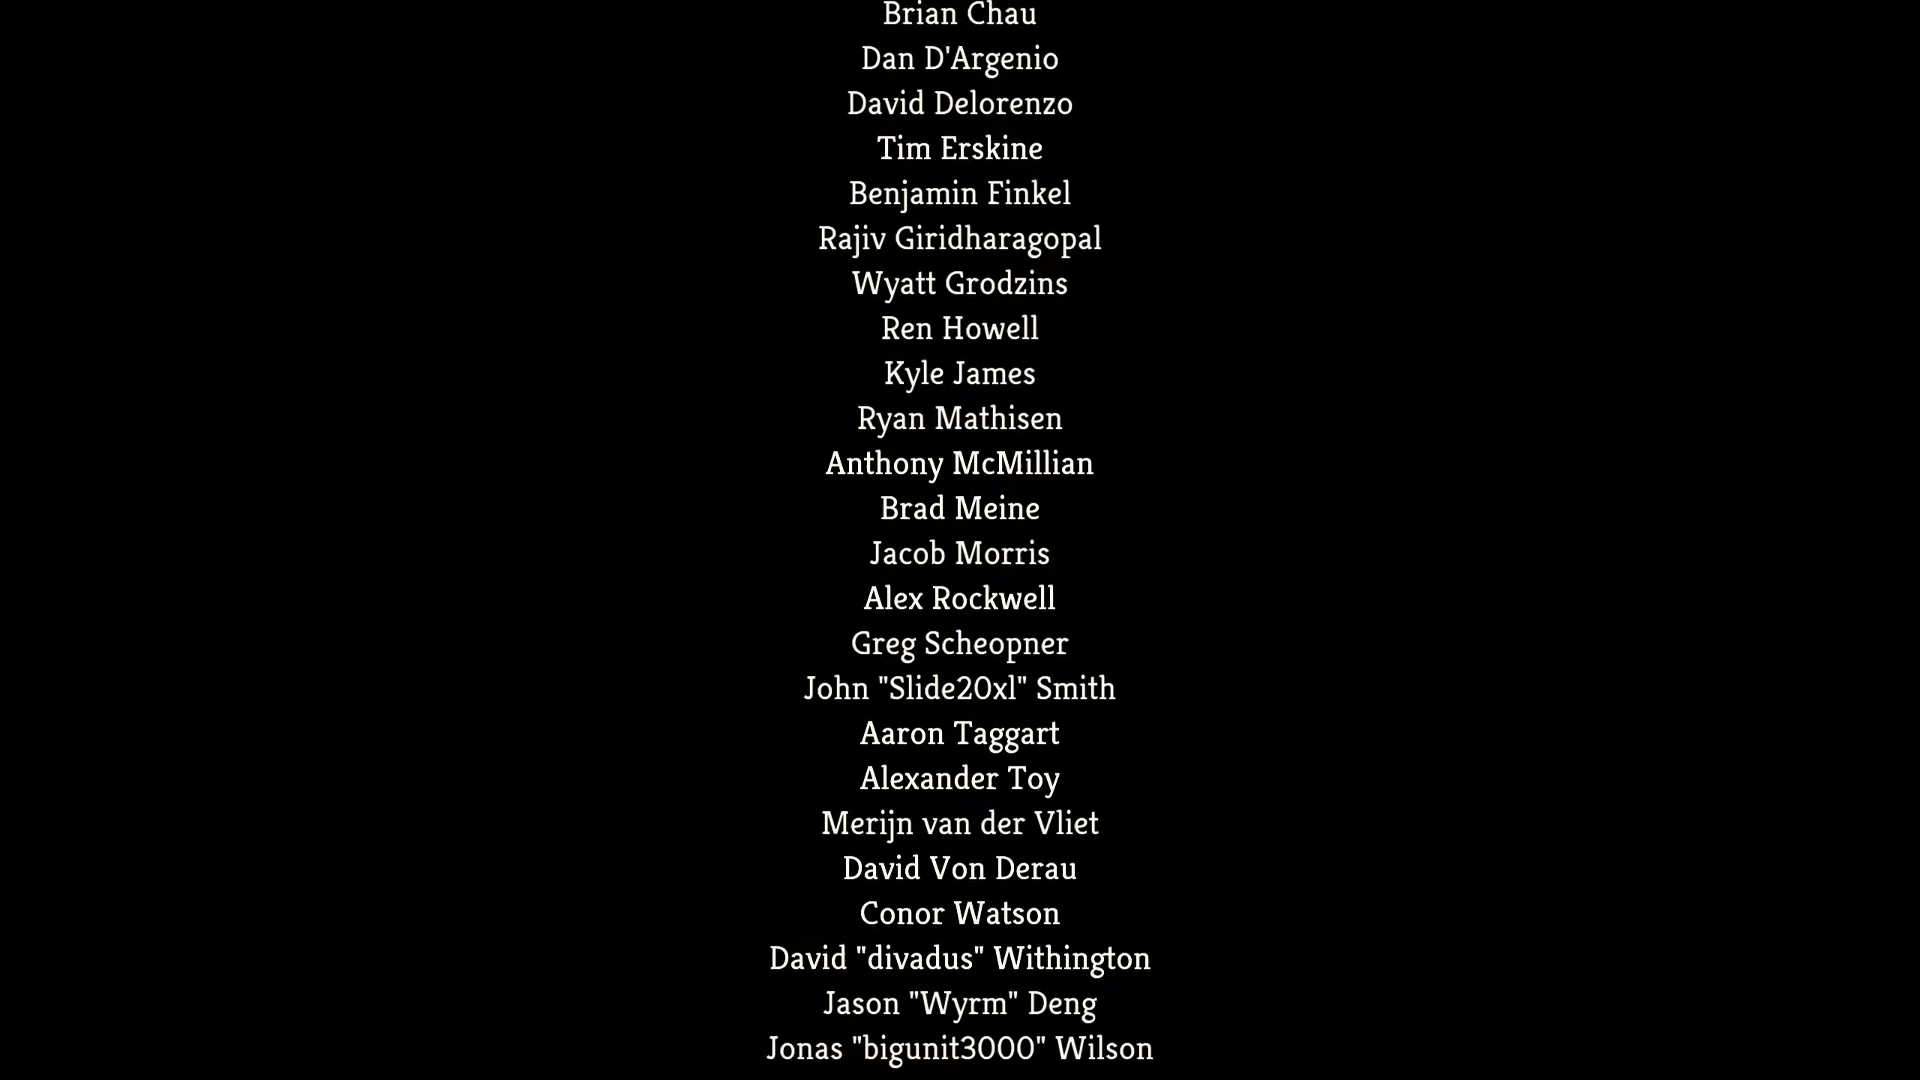 Brian Chau
Dan D'Argenio
David Delorenzo
Tim Erskine
Benjamin Finkel
Rajiv Giridharagopal
Wyatt Grodzins
Ren Howell
Kyle James
Ryan Mathisen
Anthony McMillian
Brad Meine
Jacob Morris
Alex Rockwell
Greg Scheopner
John "Slide20xl" Smith
Aaron Taggart
Alexander Toy
Merijn van der Vliet
David Von Derau
Conor Watson
David "divadus" Withington
Jason "Wyrm" Deng
Jonas "bigunit3000" Wilson